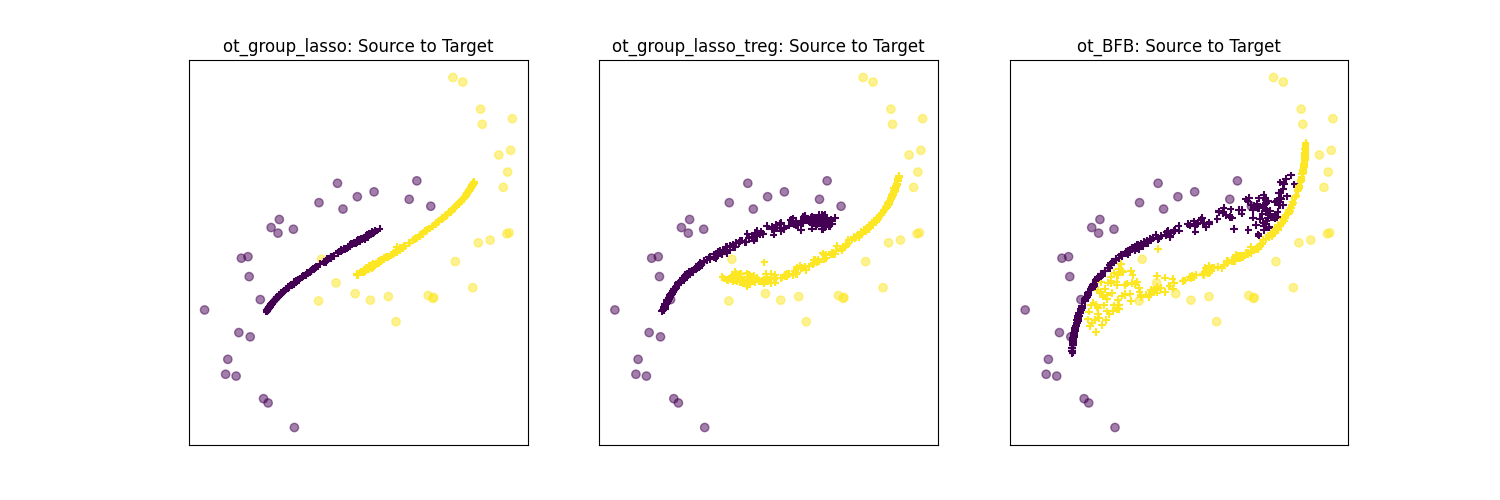 ot_group_lasso: Source to Target
ot_group_lasso_treg: Source to Target
ot_BFB: Source to Target